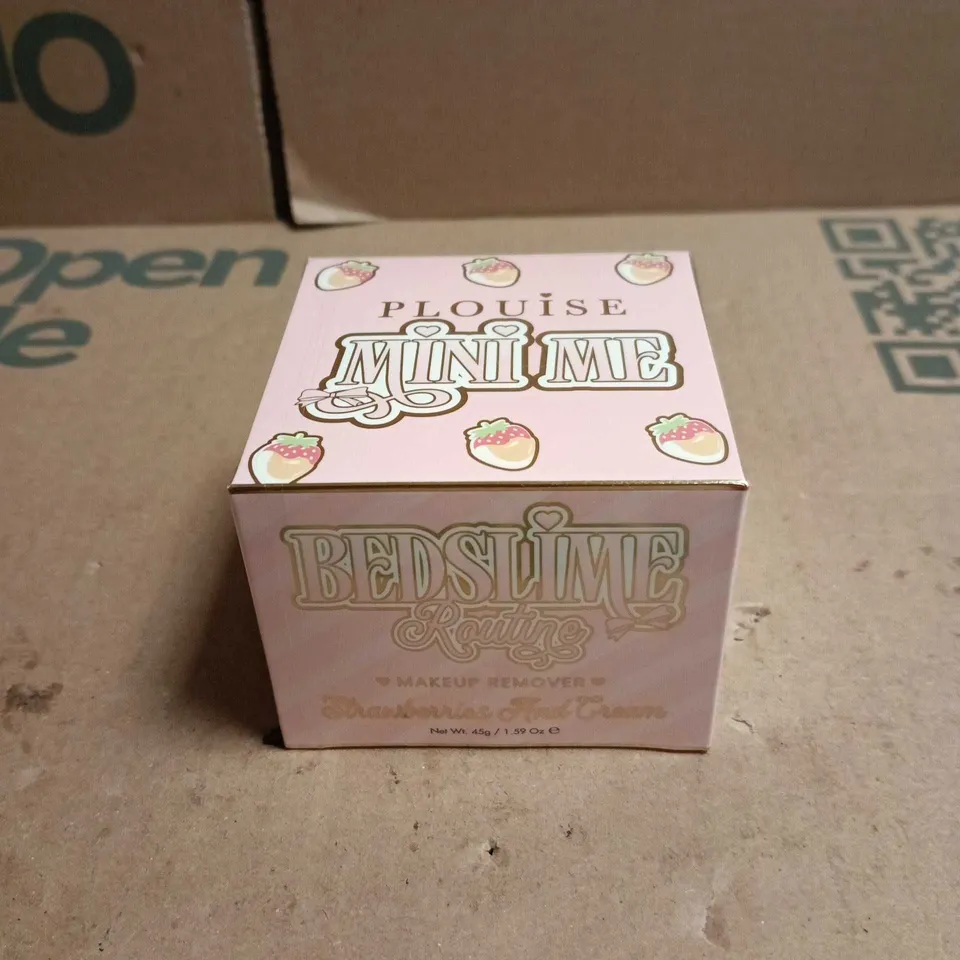 Open
PLOUiSE
MiNi ME
BEDSLiME
Routine
MAKEUP REMOVER
Strawberries And Cream
Net Wt. 45g / 1.59 Oz ℮